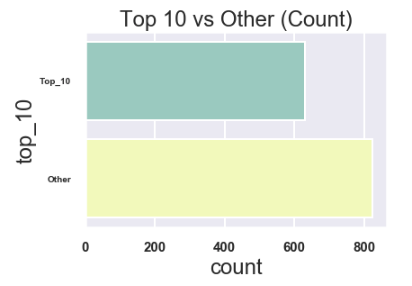 Top 10 vs Other (Count)
top_10
Top_10
Other
0 200 400 600 800
count